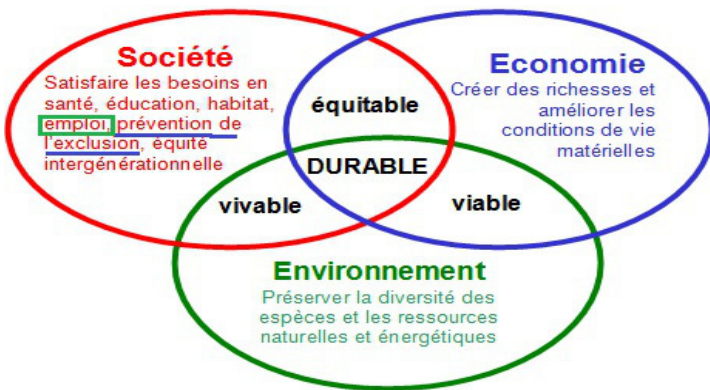 Société
Satisfaire les besoins en
santé, éducation, habitat,
emploi, prévention de
l'exclusion, équité
intergénérationnelle
équitable
Economie
Créer des richesses et
améliorer les
conditions de vie
matérielles
DURABLE
vivable
viable
Environnement
Préserver la diversité des
espèces et les ressources
naturelles et énergétiques